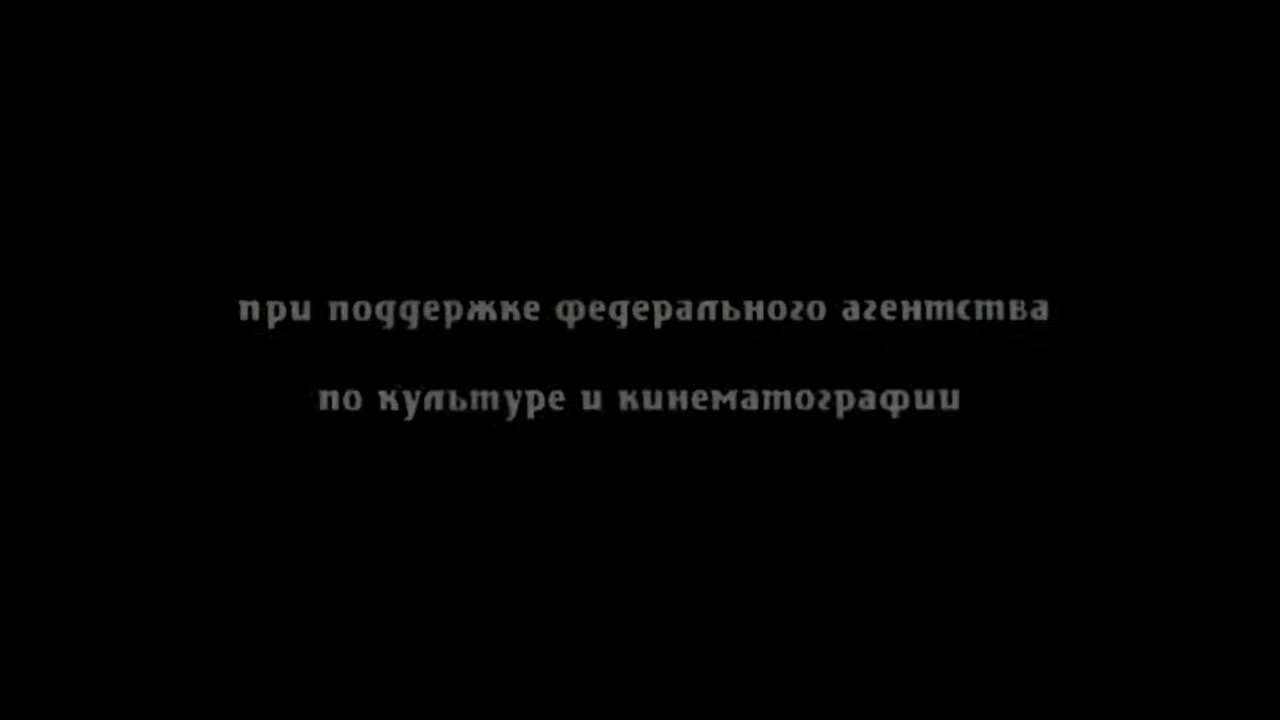 при поддержке федерального агентства
по культуре и кинематографии